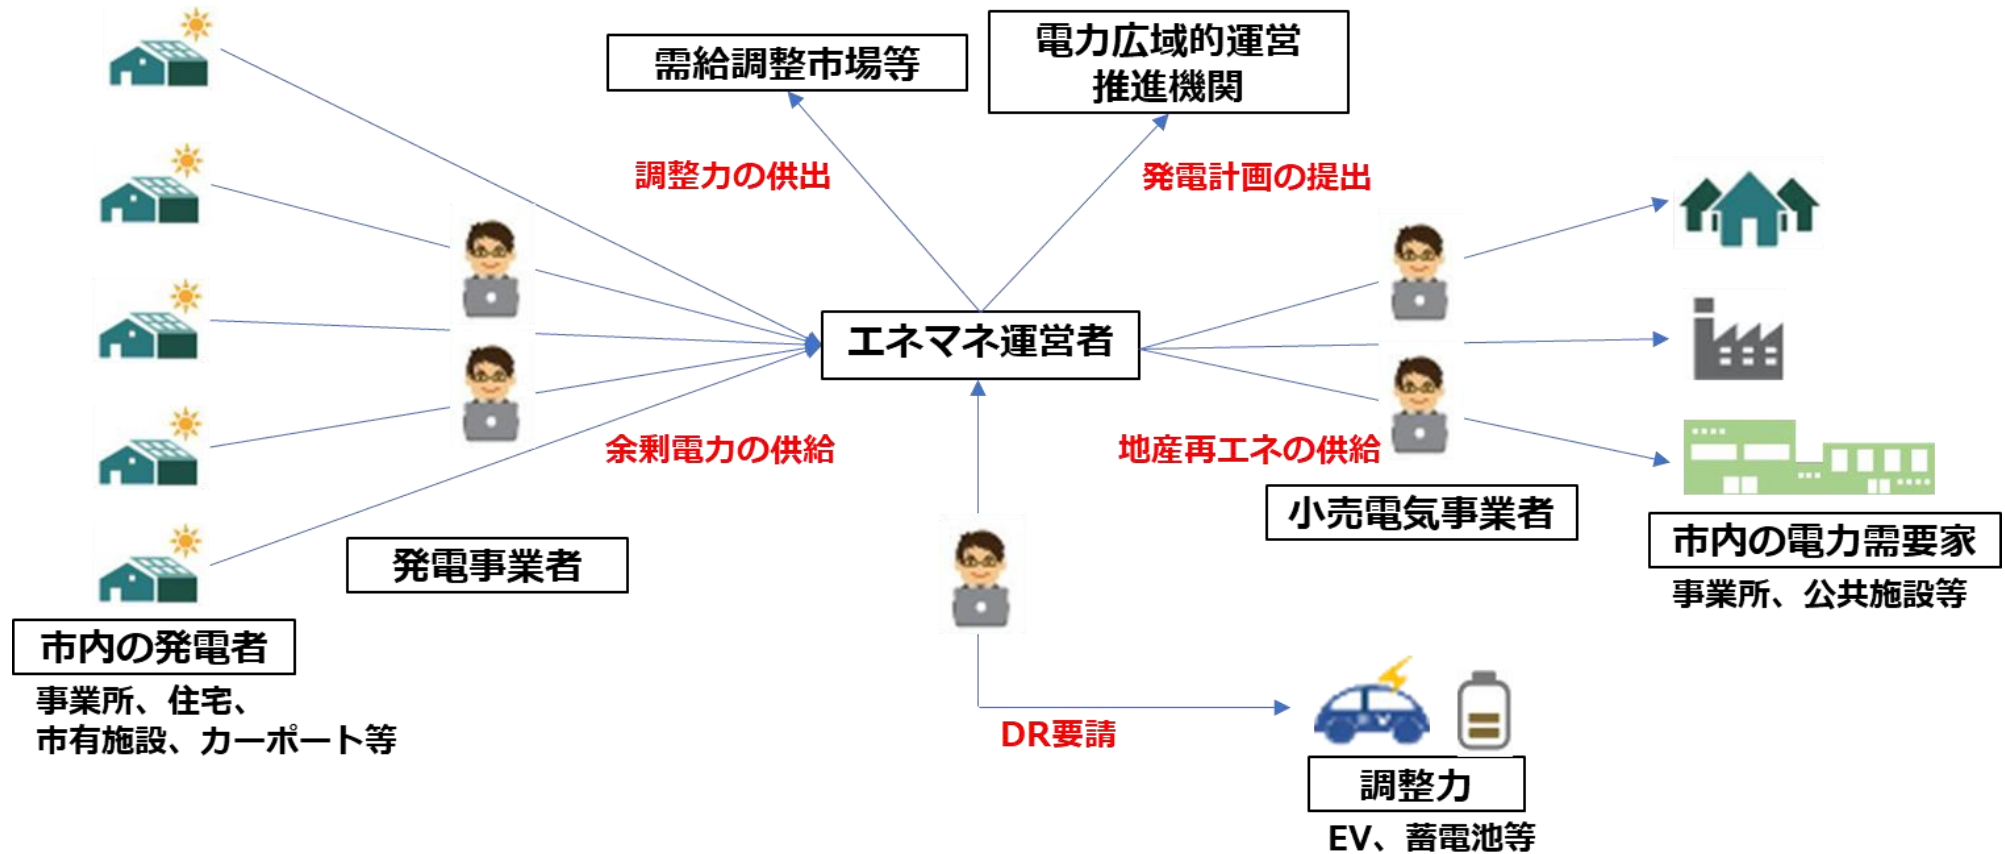 需給調整市場等
電力広域的運営
推進機関
調整力の供出
発電計画の提出
エネマネ運営者
余剰電力の供給
地産再エネの供給
小売電気事業者
発電事業者
市内の電力需要家
事業所、公共施設等
市内の発電者
事業所、住宅、
市有施設、カーポート等
DR要請
調整力
EV、蓄電池等